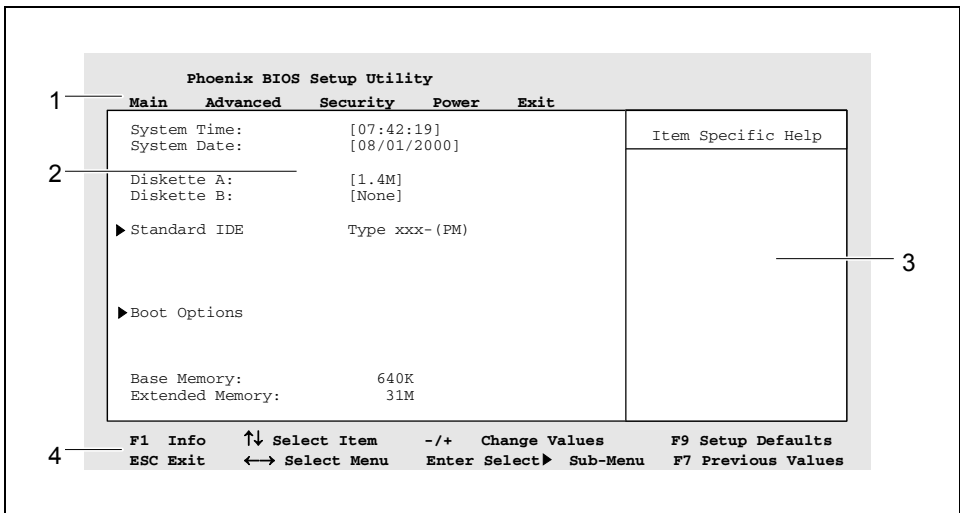 Phoenix BIOS Setup Utility
1 Main Advanced Security Power Exit
System Time: [07:42:19]
System Date: [08/01/2000]
Item Specific Help
2
Diskette A: [1.4M]
Diskette B: [None]
▶Standard IDE Type xxx-(PM)
3
▶Boot Options
Base Memory: 640K
Extended Memory: 31M
4
F1 Info ↑↓ Select Item -/+ Change Values F9 Setup Defaults
ESC Exit ←→ Select Menu Enter Select▶ Sub-Menu F7 Previous Values